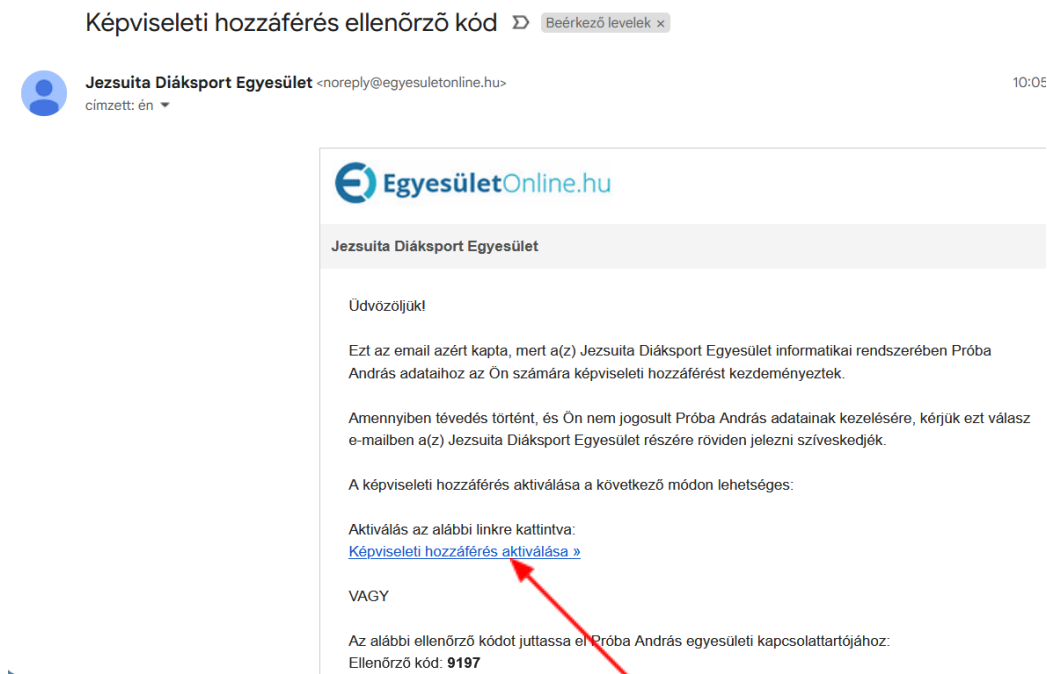 Képviseleti hozzáférés ellenõrzõ kód Beérkező levelek ×
Jezsuita Diáksport Egyesület <noreply@egyesuletonline.hu> 10:05
címzett: én
EgyesületOnline.hu
Jezsuita Diáksport Egyesület
Üdvözöljük!
Ezt az email azért kapta, mert a(z) Jezsuita Diáksport Egyesület informatikai rendszerében Próba
András adataihoz az Ön számára képviseleti hozzáférést kezdeményeztek.
Amennyiben tévedés történt, és Ön nem jogosult Próba András adatainak kezelésére, kérjük ezt válasz
e-mailben a(z) Jezsuita Diáksport Egyesület részére röviden jelezni szíveskedjék.
A képviseleti hozzáférés aktiválása a következő módon lehetséges:
Aktiválás az alábbi linkre kattintva:
Képviseleti hozzáférés aktiválása »
VAGY
Az alábbi ellenőrző kódot juttassa el Próba András egyesületi kapcsolattartójához:
Ellenőrző kód: 9197